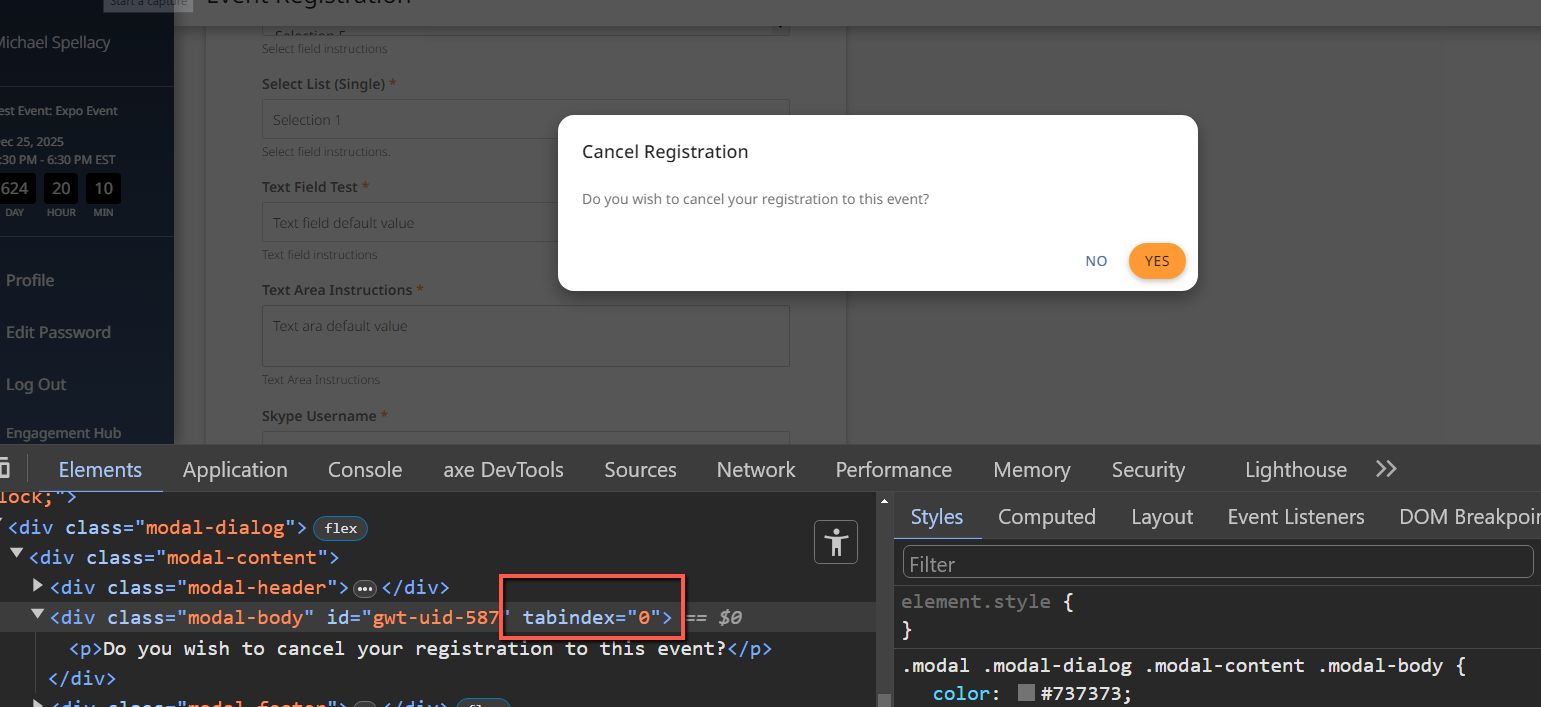 Start a capture
Event Registration
Michael Spellacy
est Event: Expo Event
ec 25, 2025
:30 PM - 6:30 PM EST
624 20 10
DAY HOUR MIN
Profile
Edit Password
Log Out
Engagement Hub
Selection 5
Select field instructions
Select List (Single) *
Selection 1
Select field instructions.
Text Field Test *
Text field default value
Text field instructions
Text Area Instructions *
Text ara default value
Text Area Instructions
Skype Username *
Cancel Registration
Do you wish to cancel your registration to this event?
NO YES
Elements Application Console axe DevTools Sources Network Performance Memory Security Lighthouse
lock;">
<div class="modal-dialog"> flex
<div class="modal-content">
<div class="modal-header"> … </div>
<div class="modal-body" id="gwt-uid-587" tabindex="0"> == $0
<p>Do you wish to cancel your registration to this event?</p>
</div>
<div class="modal-footer"> … </div> flex
Styles Computed Layout Event Listeners DOM Breakpoin
Filter
element.style {
}
.modal .modal-dialog .modal-content .modal-body {
color: #737373;